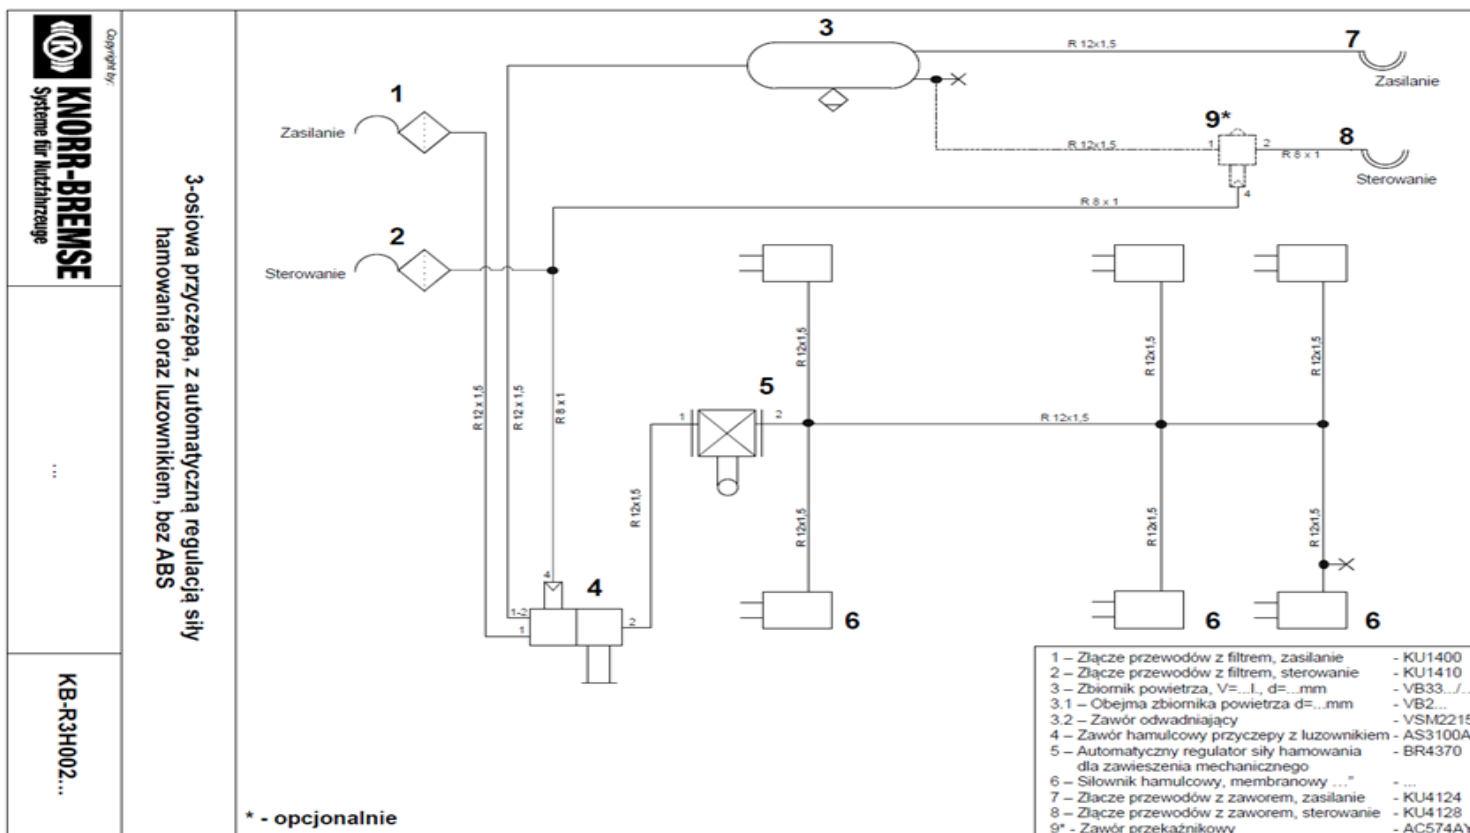 Copyright by:
KNORR-BREMSE
Systeme für Nutzfahrzeuge
...
KB-R3H002...
3-osiowa przyczepa, z automatyczną regulacją siły
hamowania oraz luzownikiem, bez ABS
1
Zasilanie
2
Sterowanie
3
R 12x1,5
7
Zasilanie
9*
R 12x1,5
1
2
R 8 x 1
8
Sterowanie
4
R 8 x 1
R 12 x 1,5
R 12 x 1,5
R 8 x 1
R 12x1,5
R 12x1,5
R 12x1,5
5
1
2
R 12x1,5
R 12x1,5
R 12x1,5
R 12x1,5
R 12x1,5
4
4
1-2
1
2
6
6
6
1 – Złącze przewodów z filtrem, zasilanie - KU1400
2 – Złącze przewodów z filtrem, sterowanie - KU1410
3 – Zbiornik powietrza, V=...l., d=...mm - VB33.../..
3.1 – Obejma zbiornika powietrza d=...mm - VB2...
3.2 – Zawór odwadniający - VSM2215
4 – Zawór hamulcowy przyczepy z luzownikiem - AS3100A
5 – Automatyczny regulator siły hamowania - BR4370
dla zawieszenia mechanicznego
6 – Siłownik hamulcowy, membranowy ...” - ...
7 – Złącze przewodów z zaworem, zasilanie - KU4124
8 – Złącze przewodów z zaworem, sterowanie - KU4128
9* - Zawór przekaźnikowy - AC574AY
* - opcjonalnie